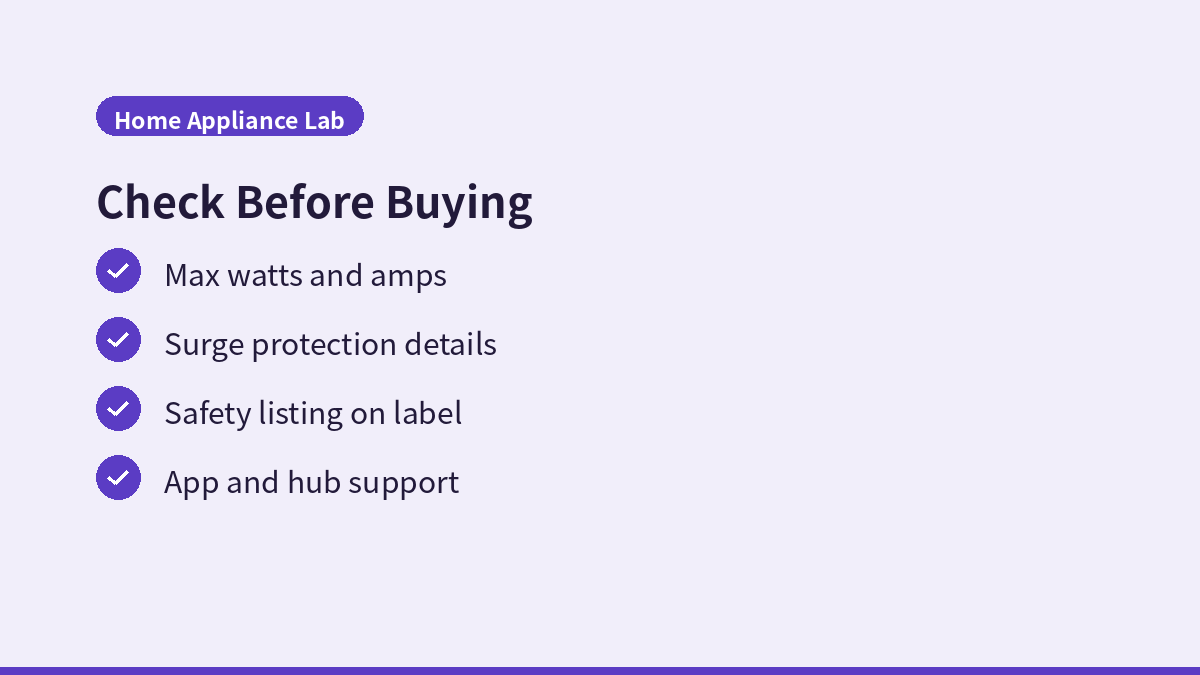 Home Appliance Lab
Check Before Buying
Max watts and amps
Surge protection details
Safety listing on label
App and hub support